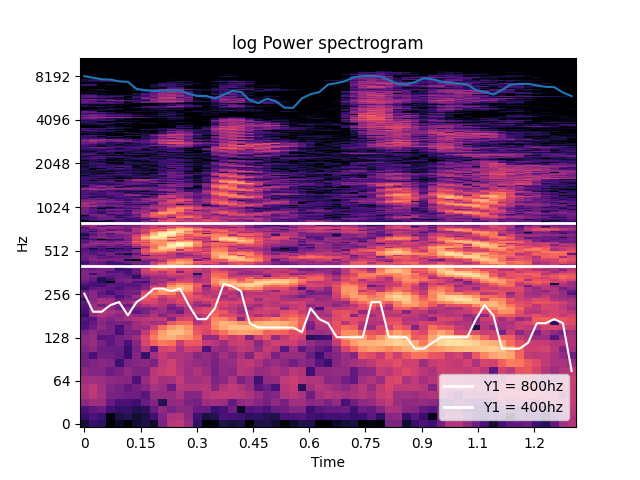 log Power spectrogram
Hz
8192
4096
2048
1024
512
256
128
64
0
Y1 = 800hz
Y1 = 400hz
0 0.15 0.3 0.45 0.6 0.75 0.9 1.1 1.2
Time